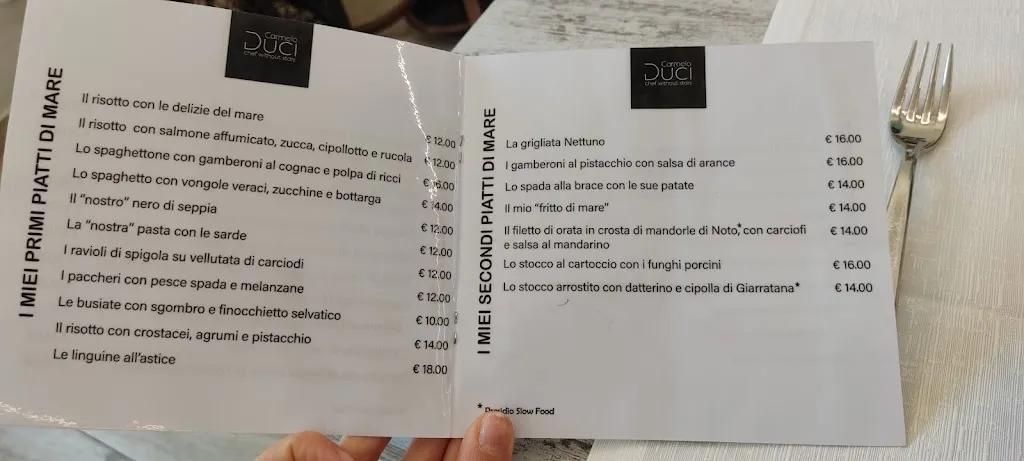 Carmelo
DUCI
chef without stars
I MIEI PRIMI PIATTI DI MARE
Il risotto con le delizie del mare € 12.00
Il risotto con salmone affumicato, zucca, cipollotto e rucola € 12.00
Lo spaghettone con gamberoni al cognac e polpa di ricci € 16.00
Lo spaghetto con vongole veraci, zucchine e bottarga € 14.00
Il “nostro” nero di seppia € 12.00
La “nostra” pasta con le sarde € 12.00
I ravioli di spigola su vellutata di carciodi € 12.00
I paccheri con pesce spada e melanzane € 12.00
Le busiate con sgombro e finocchietto selvatico € 10.00
Il risotto con crostacei, agrumi e pistacchio € 14.00
Le linguine all’astice € 18.00
Carmelo
DUCI
chef without stars
I MIEI SECONDI PIATTI DI MARE
La grigliata Nettuno € 16.00
I gamberoni al pistacchio con salsa di arance € 16.00
Lo spada alla brace con le sue patate € 14.00
Il mio “fritto di mare” € 14.00
Il filetto di orata in crosta di mandorle di Noto,* con carciofi € 14.00
e salsa al mandarino
Lo stocco al cartoccio con i funghi porcini € 16.00
Lo stocco arrostito con datterino e cipolla di Giarratana* € 14.00
* Presidio Slow Food